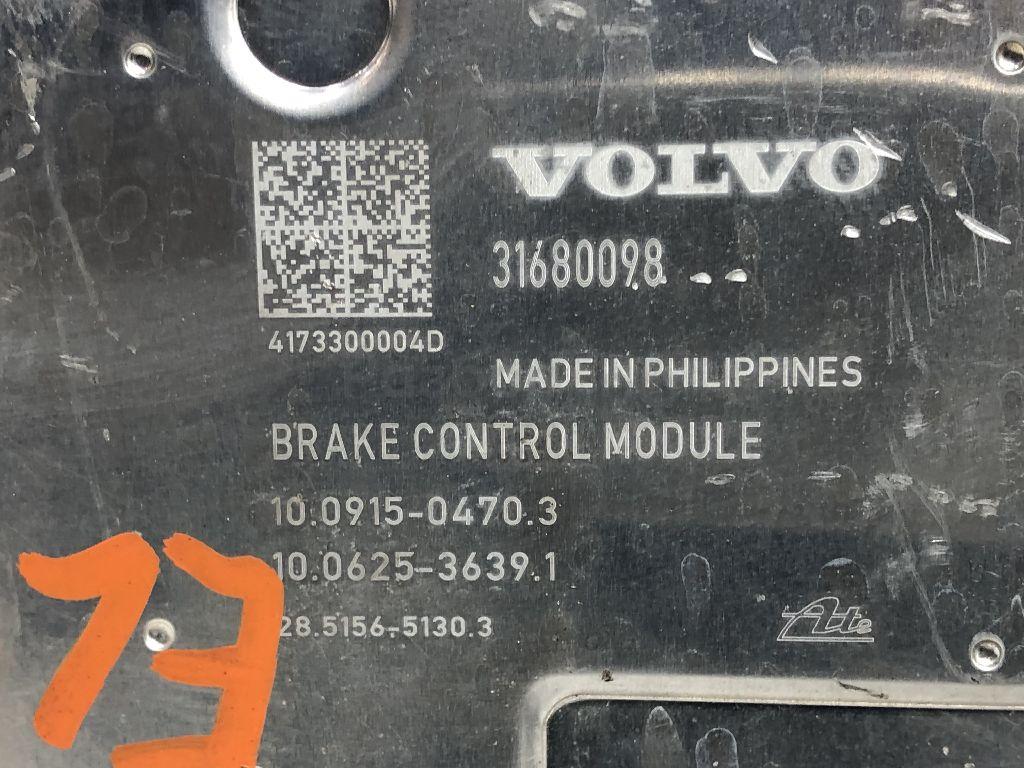 VOLVO
31680098
4173300004D
MADE IN PHILIPPINES
BRAKE CONTROL MODULE
10.0915-0470.3
10.0625-3639.1
28.5156-5130.3
Ate
73